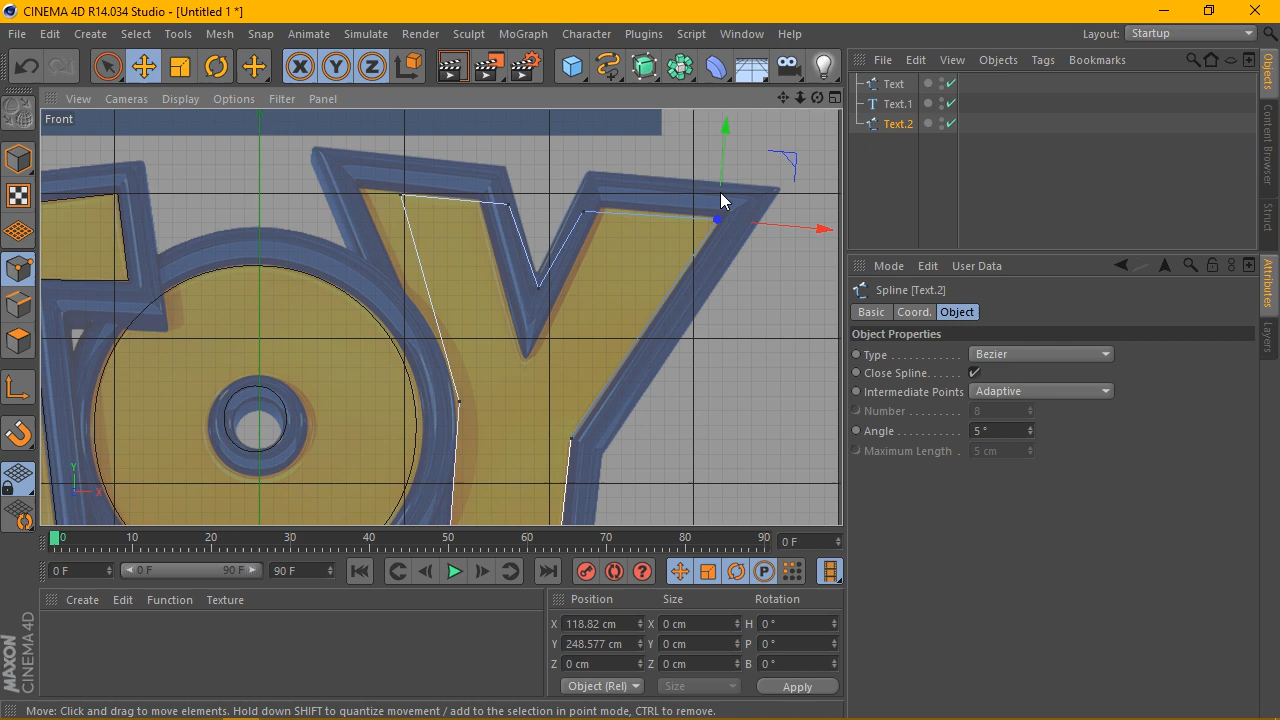 CINEMA 4D R14.034 Studio - [Untitled 1 *]
File Edit Create Select Tools Mesh Snap Animate Simulate Render Sculpt MoGraph Character Plugins Script Window Help Layout: Startup
View Cameras Display Options Filter Panel
Front
File Edit View Objects Tags Bookmarks
Text
Text.1
Text.2
Objects
Content Browser
Struct
Mode Edit User Data
Spline [Text.2]
Basic Coord. Object
Object Properties
Type Bezier
Close Spline
Intermediate Points Adaptive
Number 8
Angle 5 °
Maximum Length 5 cm
Attributes
Layers
Y
X
Z
0 10 20 30 40 50 60 70 80 90 0 F
0 F 0 F 90 F 90 F
Create Edit Function Texture
Position Size Rotation
X 118.82 cm X 0 cm H 0 °
Y 248.577 cm Y 0 cm P 0 °
Z 0 cm Z 0 cm B 0 °
Object (Rel) Size Apply
MAXON
CINEMA 4D
Move: Click and drag to move elements. Hold down SHIFT to quantize movement / add to the selection in point mode, CTRL to remove.